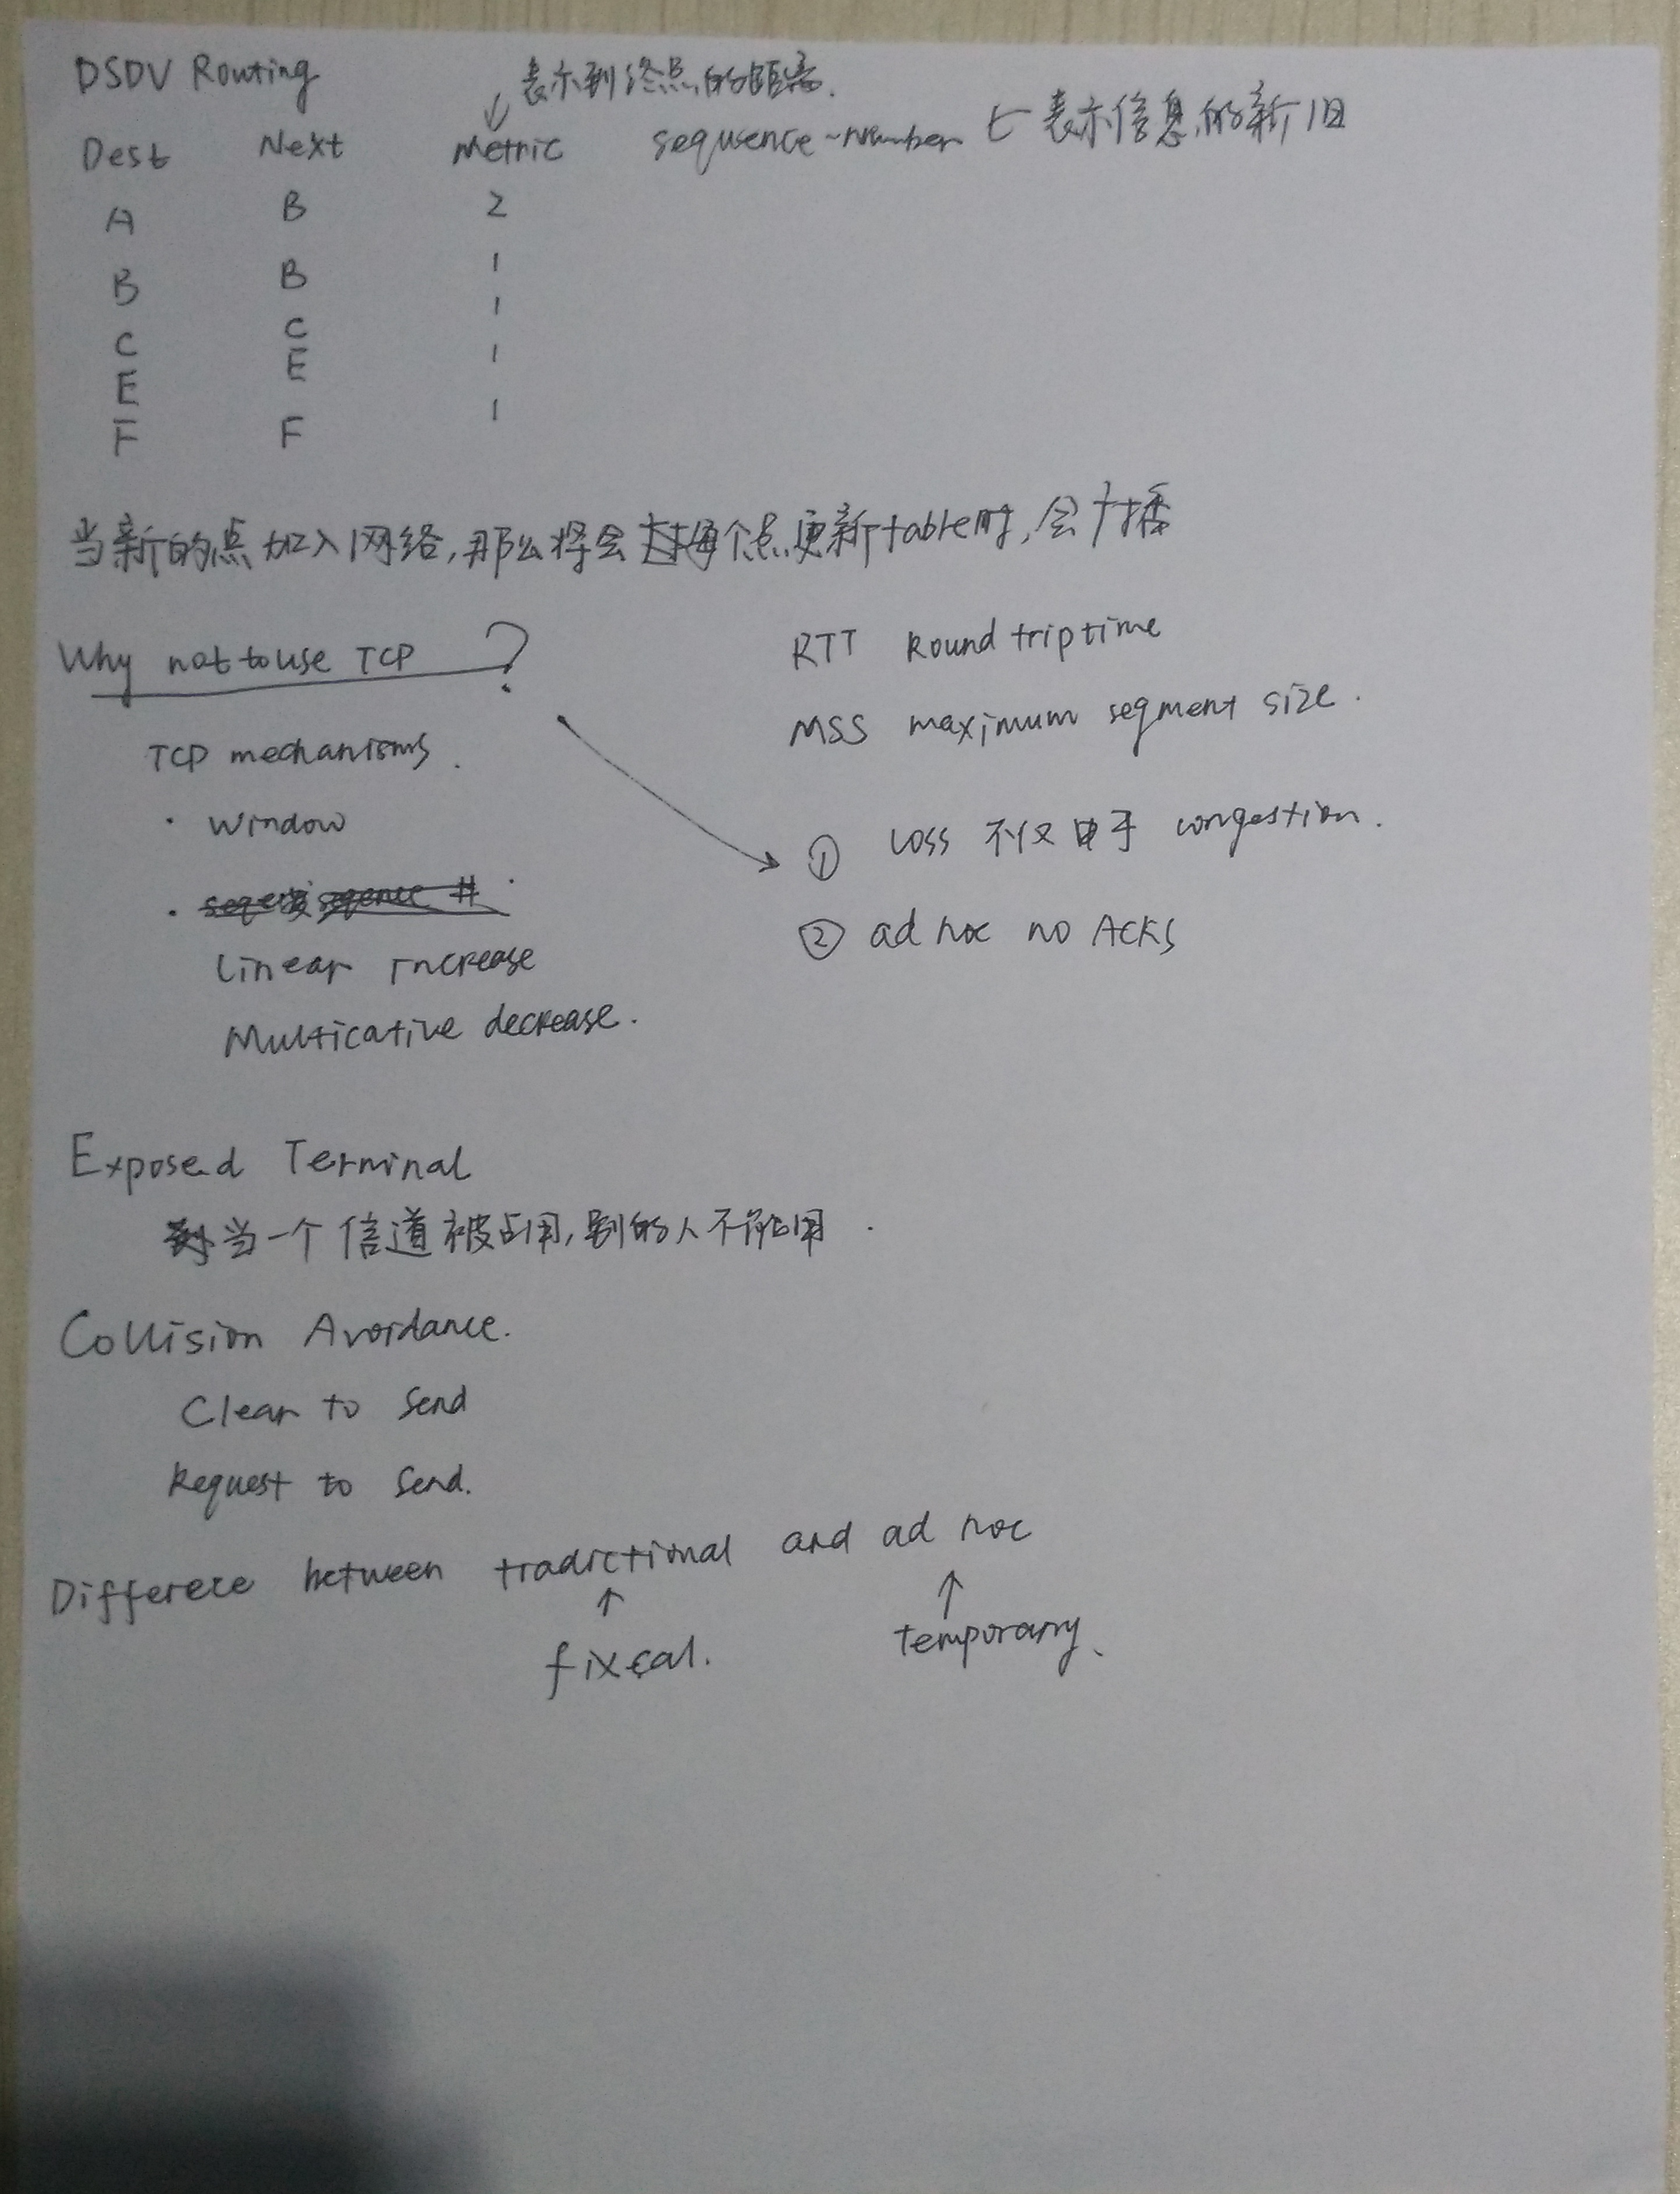 DSDV Routing
表示到终点的距离.
Dest Next Metric sequsence-number ← 表示信息的新旧
A B 2
B B 1
C C 1
E E 1
F F 1
当新的点加入网络,那么将会每个点更新table时,会广播
Why not to use TCP ?
RTT Round trip time
MSS maximum segment size.
TCP mechanisms.
· Window
Linear Increase
Multicative decrease.
① Loss 不仅由于 congestion.
② ad hoc no ACKs
Exposed Terminal
当一个信道被占用,别的人不能用.
Collision Avoidance.
Clear to Send
Request to Send.
Differece between tradictional and ad hoc
↑ ↑
temporary.